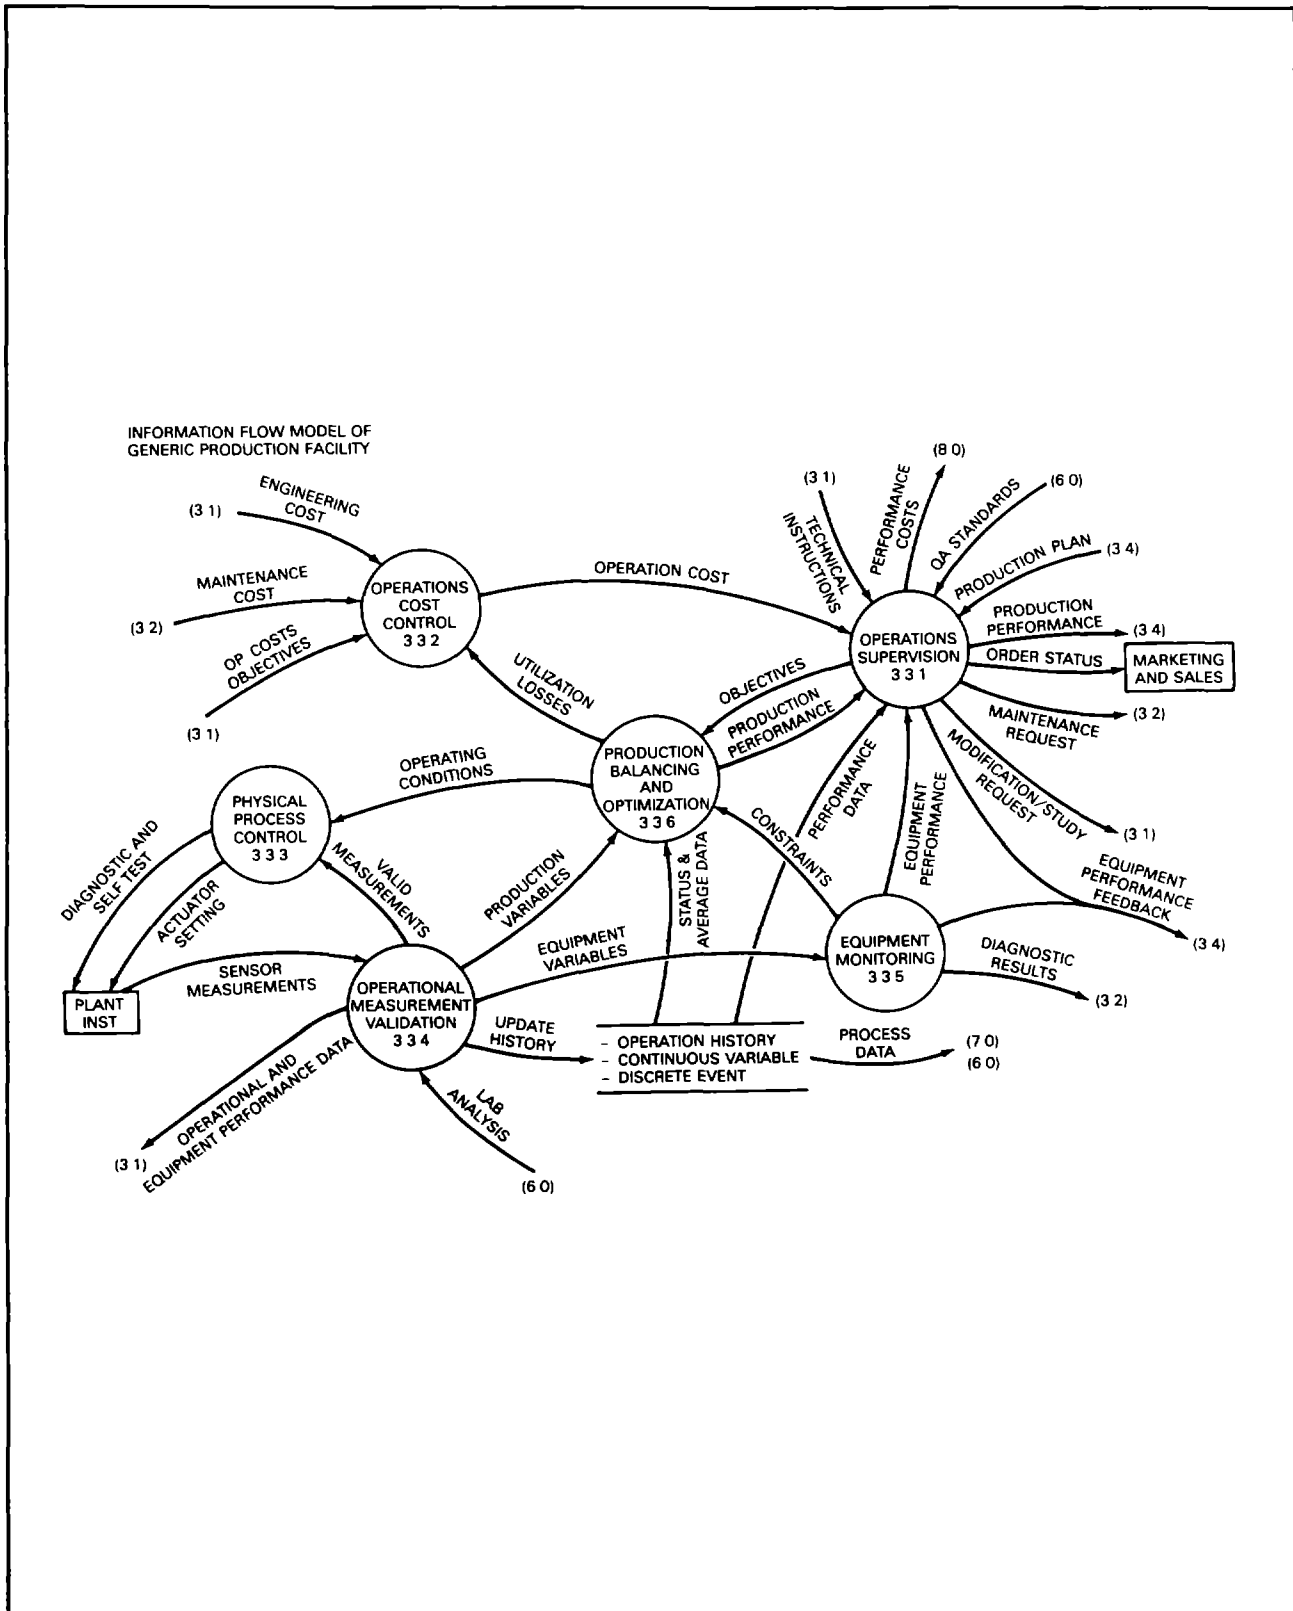 INFORMATION FLOW MODEL OF
GENERIC PRODUCTION FACILITY
(3 1)
ENGINEERING
COST
(3 2)
MAINTENANCE
COST
OP COSTS
OBJECTIVES
(3 1)
OPERATIONS
COST
CONTROL
3 3 2
OPERATION COST
UTILIZATION
LOSSES
(3 1)
TECHNICAL
INSTRUCTIONS
PERFORMANCE
COSTS
(8 0)
QA STANDARDS
(6 0)
PRODUCTION PLAN
(3 4)
PRODUCTION
PERFORMANCE
(3 4)
ORDER STATUS
MARKETING
AND SALES
OPERATIONS
SUPERVISION
3 3 1
MAINTENANCE
REQUEST
(3 2)
MODIFICATION/STUDY
REQUEST
(3 1)
OBJECTIVES
PRODUCTION
PERFORMANCE
PERFORMANCE
DATA
EQUIPMENT
PERFORMANCE
EQUIPMENT
PERFORMANCE
FEEDBACK
(3 4)
PRODUCTION
BALANCING
AND
OPTIMIZATION
3 3 6
OPERATING
CONDITIONS
CONSTRAINTS
PHYSICAL
PROCESS
CONTROL
3 3 3
DIAGNOSTIC AND
SELF TEST
ACTUATOR
SETTING
VALID
MEASUREMENTS
PRODUCTION
VARIABLES
STATUS &
AVERAGE DATA
EQUIPMENT
VARIABLES
EQUIPMENT
MONITORING
3 3 5
DIAGNOSTIC
RESULTS
(3 2)
SENSOR
MEASUREMENTS
PLANT
INST
OPERATIONAL
MEASUREMENT
VALIDATION
3 3 4
UPDATE
HISTORY
- OPERATION HISTORY
- CONTINUOUS VARIABLE
- DISCRETE EVENT
PROCESS
DATA
(7 0)
(6 0)
OPERATIONAL AND
EQUIPMENT PERFORMANCE DATA
(3 1)
LAB
ANALYSIS
(6 0)